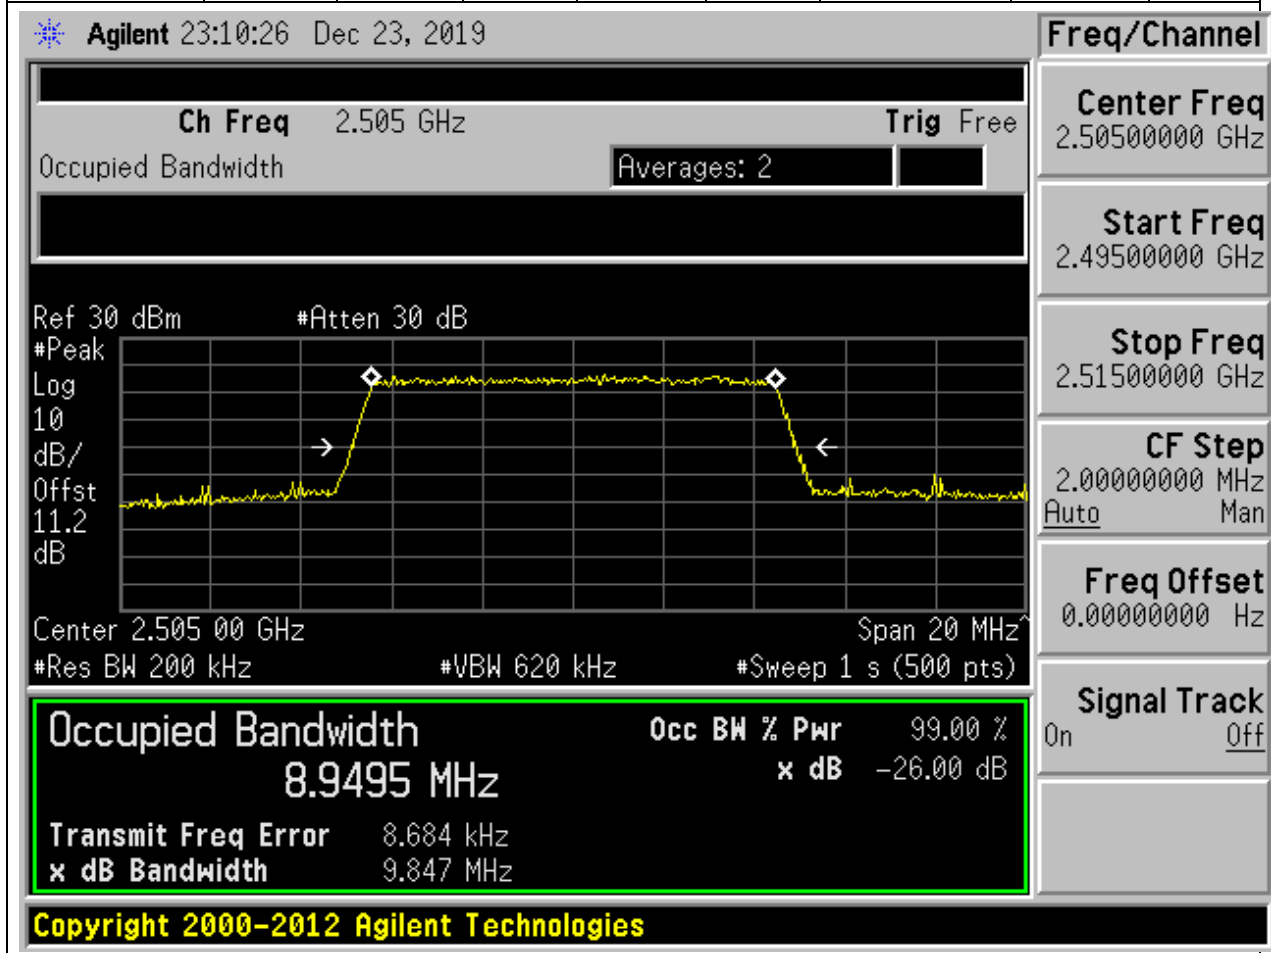 Agilent 23:10:26 Dec 23, 2019
Freq/Channel
Ch Freq 2.505 GHz Trig Free
Occupied Bandwidth Averages: 2
Ref 30 dBm #Atten 30 dB
#Peak
Log
10
dB/
Offst
11.2
dB
Center 2.505 00 GHz Span 20 MHz^
#Res BW 200 kHz #VBW 620 kHz #Sweep 1 s (500 pts)
Occupied Bandwidth Occ BW % Pwr 99.00 %
8.9495 MHz x dB -26.00 dB
Transmit Freq Error 8.684 kHz
x dB Bandwidth 9.847 MHz
Center Freq
2.50500000 GHz
Start Freq
2.49500000 GHz
Stop Freq
2.51500000 GHz
CF Step
2.00000000 MHz
Auto Man
Freq Offset
0.00000000 Hz
Signal Track
On Off
Copyright 2000-2012 Agilent Technologies